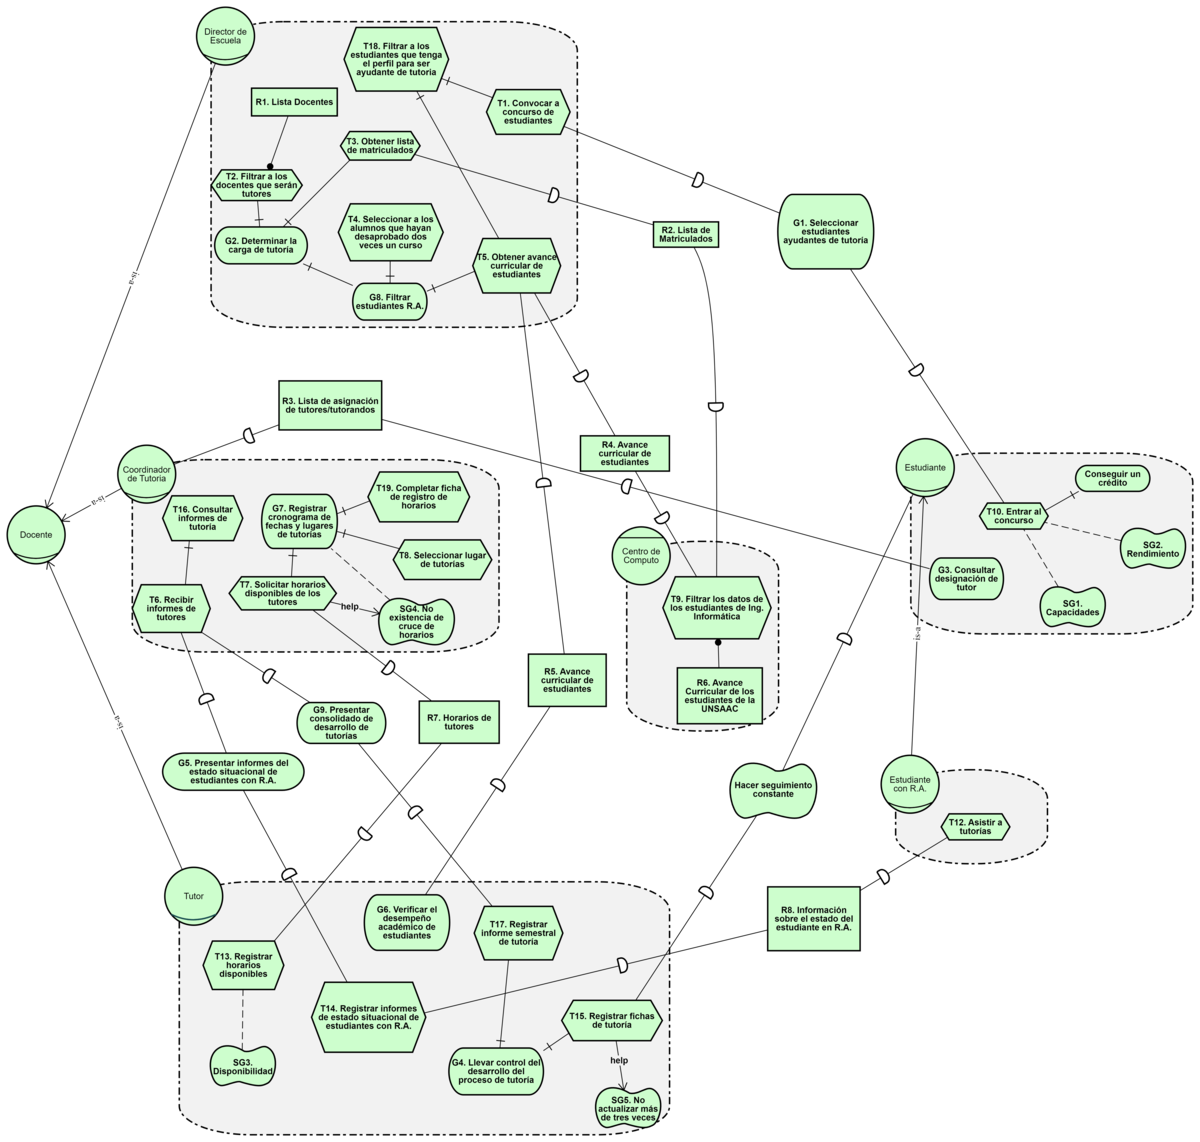 Director de
Escuela
T18. Filtrar a los
estudiantes que tenga
el perfil para ser
ayudante de tutoria
R1. Lista Docentes
T1. Convocar a
concurso de
estudiantes
T3. Obtener lista
de matriculados
T2. Filtrar a los
docentes que serán
tutores
T4. Seleccionar a los
alumnos que hayan
desaprobado dos
veces un curso
G2. Determinar la
carga de tutoria
T5. Obtener avance
curricular de
estudiantes
G8. Filtrar
estudiantes R.A.
R2. Lista de
Matriculados
G1. Seleccionar
estudiantes
ayudantes de tutoría
is-a
R3. Lista de asignación
de tutores/tutorandos
R4. Avance
curricular de
estudiantes
Coordinador
de Tutoria
is-a
Docente
T16. Consultar
informes de
tutoria
G7. Registrar
cronograma de
fechas y lugares
de tutorías
T19. Completar ficha
de registro de
horarios
T8. Seleccionar lugar
de tutorías
T7. Solicitar horarios
disponibles de los
tutores
help
SG4. No
existencia de
cruce de
horarios
T6. Recibir
informes de
tutores
Estudiante
Conseguir un
crédito
T10. Entrar al
concurso
SG2.
Rendimiento
G3. Consultar
designación de
tutor
SG1.
Capacidades
Centro de
Computo
T9. Filtrar los datos de
los estudiantes de Ing.
Informática
R6. Avance
Curricular de los
estudiantes de la
UNSAAC
is-a
R5. Avance
curricular de
estudiantes
G9. Presentar
consolidado de
desarrollo de
tutorías
R7. Horarios de
tutores
is-a
G5. Presentar informes del
estado situacional de
estudiantes con R.A.
Hacer seguimiento
constante
Estudiante
con R.A.
T12. Asistir a
tutorías
Tutor
G6. Verificar el
desempeño
académico de
estudiantes
T17. Registrar
informe semestral
de tutoría
R8. Información
sobre el estado del
estudiante en R.A.
T13. Registrar
horarios
disponibles
T14. Registrar informes
de estado situacional de
estudiantes con R.A.
T15. Registrar fichas
de tutoría
SG3.
Disponibilidad
G4. Llevar control del
desarrollo del
proceso de tutoría
help
SG5. No
actualizar más
de tres veces